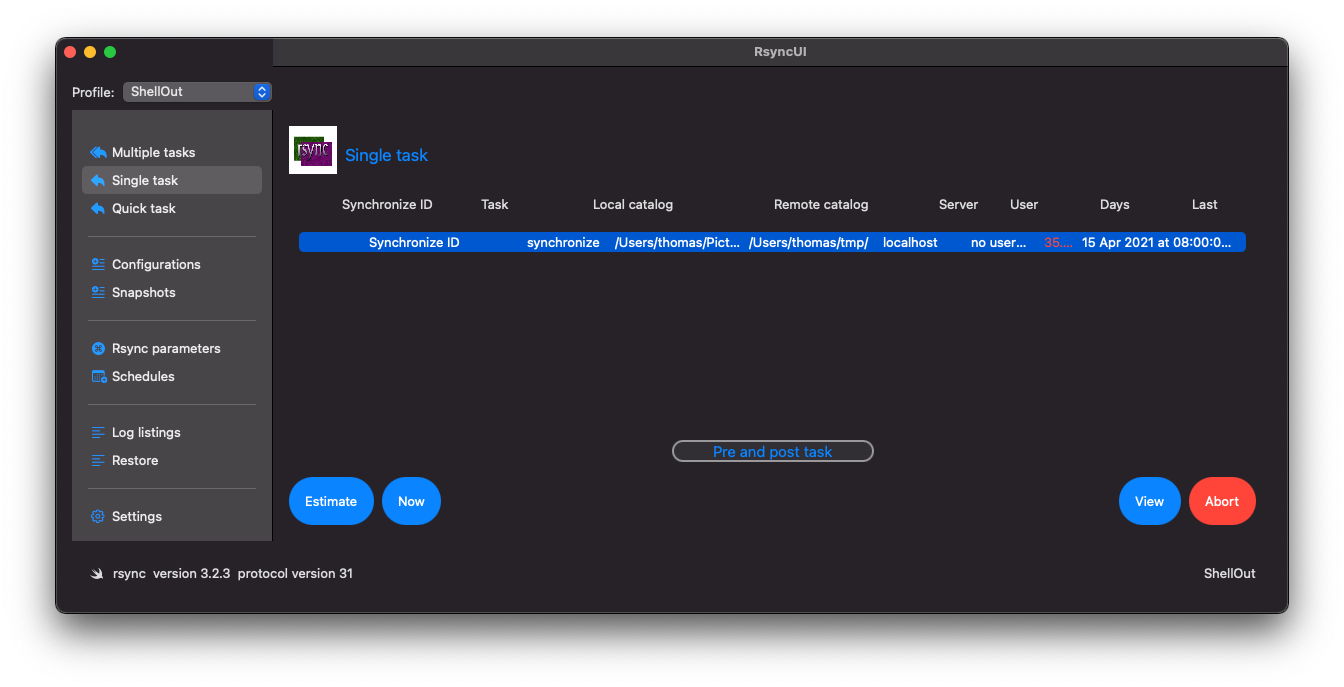 RsyncUI
Profile: ShellOut
Multiple tasks
Single task
Quick task
Configurations
Snapshots
Rsync parameters
Schedules
Log listings
Restore
Settings
rsync
Single task
Synchronize ID Task Local catalog Remote catalog Server User Days Last
Synchronize ID synchronize /Users/thomas/Pict... /Users/thomas/tmp/ localhost no user... 35.... 15 Apr 2021 at 08:00:0...
Pre and post task
Estimate Now View Abort
rsync version 3.2.3 protocol version 31 ShellOut